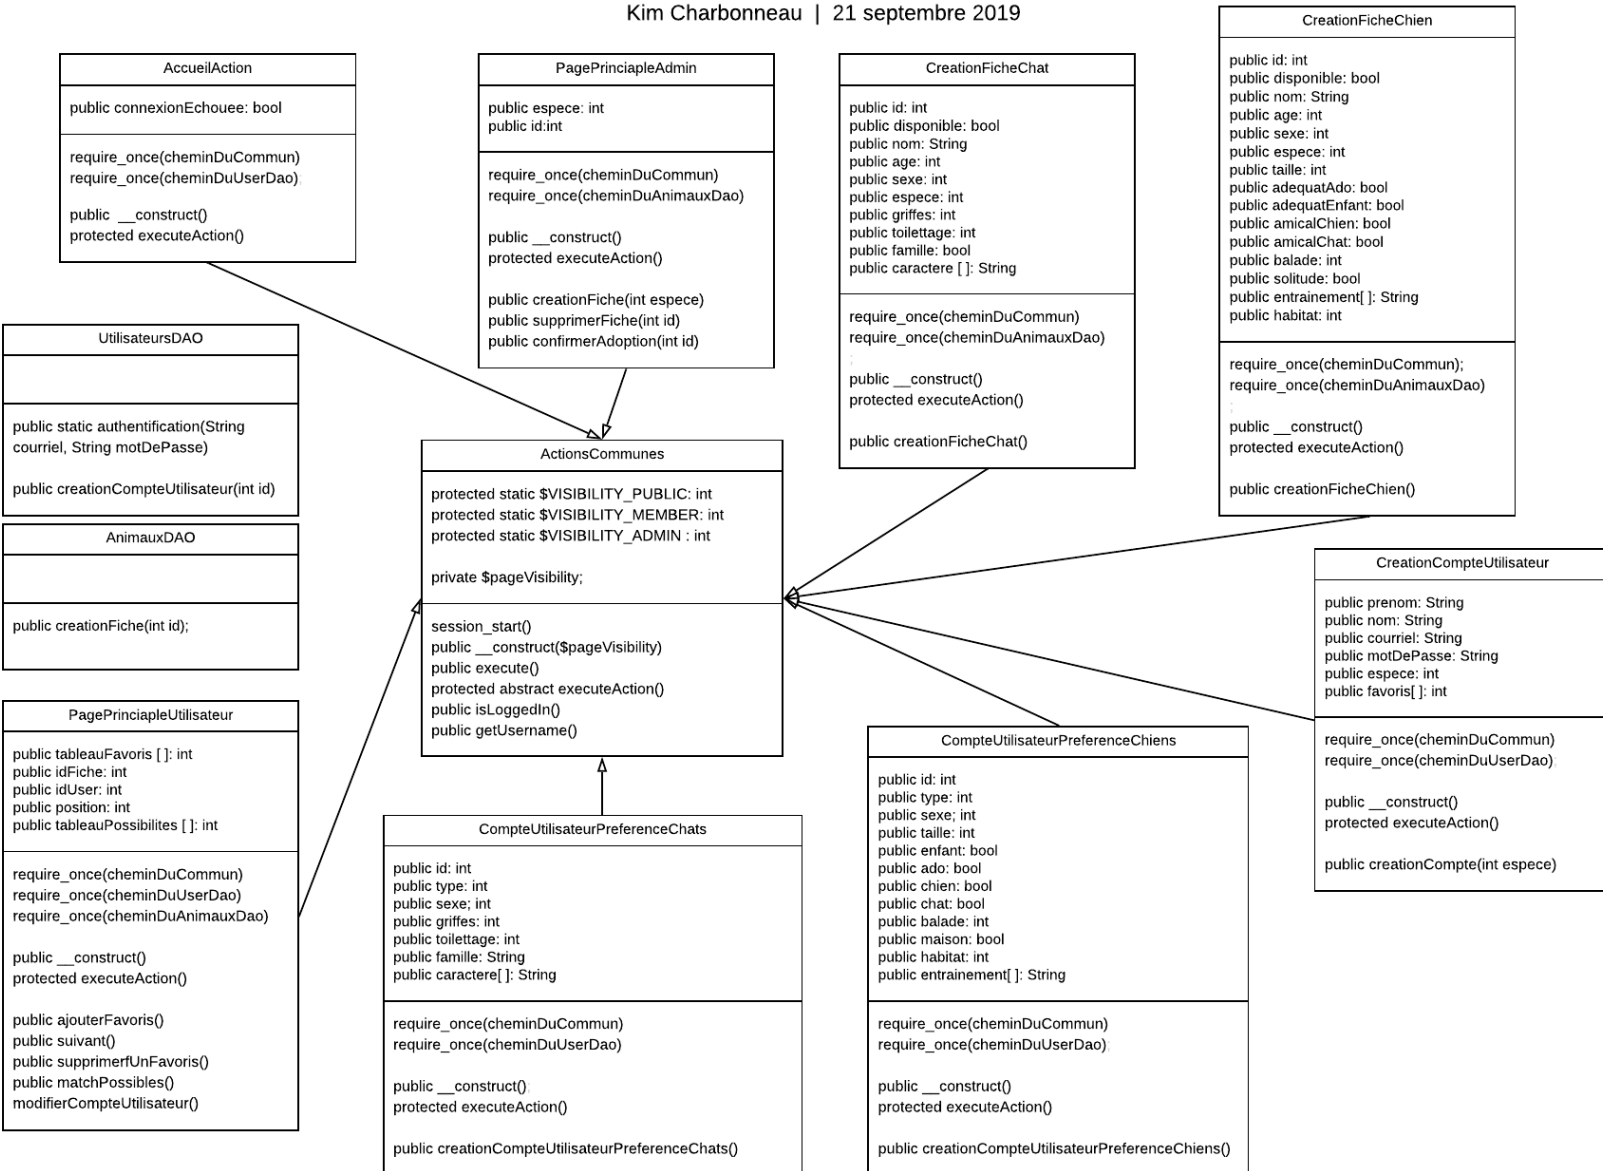 Kim Charbonneau | 21 septembre 2019
AccueilAction
public connexionEchouee: bool
require_once(cheminDuCommun)
require_once(cheminDuUserDao);
public __construct()
protected executeAction()
PagePrinciapleAdmin
public espece: int
public id:int
require_once(cheminDuCommun)
require_once(cheminDuAnimauxDao)
public __construct()
protected executeAction()
public creationFiche(int espece)
public supprimerFiche(int id)
public confirmerAdoption(int id)
CreationFicheChat
public id: int
public disponible: bool
public nom: String
public age: int
public sexe: int
public espece: int
public griffes: int
public toilettage: int
public famille: bool
public caractere [ ]: String
require_once(cheminDuCommun)
require_once(cheminDuAnimauxDao)
;
public __construct()
protected executeAction()
public creationFicheChat()
CreationFicheChien
public id: int
public disponible: bool
public nom: String
public age: int
public sexe: int
public espece: int
public taille: int
public adequatAdo: bool
public adequatEnfant: bool
public amicalChien: bool
public amicalChat: bool
public balade: int
public solitude: bool
public entrainement[ ]: String
public habitat: int
require_once(cheminDuCommun);
require_once(cheminDuAnimauxDao)
;
public __construct()
protected executeAction()
public creationFicheChien()
UtilisateursDAO
public static authentification(String
courriel, String motDePasse)
public creationCompteUtilisateur(int id)
AnimauxDAO
public creationFiche(int id);
ActionsCommunes
protected static $VISIBILITY_PUBLIC: int
protected static $VISIBILITY_MEMBER: int
protected static $VISIBILITY_ADMIN : int
private $pageVisibility;
session_start()
public __construct($pageVisibility)
public execute()
protected abstract executeAction()
public isLoggedIn()
public getUsername()
CreationCompteUtilisateur
public prenom: String
public nom: String
public courriel: String
public motDePasse: String
public espece: int
public favoris[ ]: int
require_once(cheminDuCommun)
require_once(cheminDuUserDao);
public __construct()
protected executeAction()
public creationCompte(int espece)
PagePrinciapleUtilisateur
public tableauFavoris [ ]: int
public idFiche: int
public idUser: int
public position: int
public tableauPossibilites [ ]: int
require_once(cheminDuCommun)
require_once(cheminDuUserDao)
require_once(cheminDuAnimauxDao)
public __construct()
protected executeAction()
public ajouterFavoris()
public suivant()
public supprimerfUnFavoris()
public matchPossibles()
modifierCompteUtilisateur()
CompteUtilisateurPreferenceChats
public id: int
public type: int
public sexe; int
public griffes: int
public toilettage: int
public famille: String
public caractere[ ]: String
require_once(cheminDuCommun)
require_once(cheminDuUserDao)
public __construct();
protected executeAction()
public creationCompteUtilisateurPreferenceChats()
CompteUtilisateurPreferenceChiens
public id: int
public type: int
public sexe; int
public taille: int
public enfant: bool
public ado: bool
public chien: bool
public chat: bool
public balade: int
public maison: bool
public habitat: int
public entrainement[ ]: String
require_once(cheminDuCommun)
require_once(cheminDuUserDao);
public __construct()
protected executeAction()
public creationCompteUtilisateurPreferenceChiens()